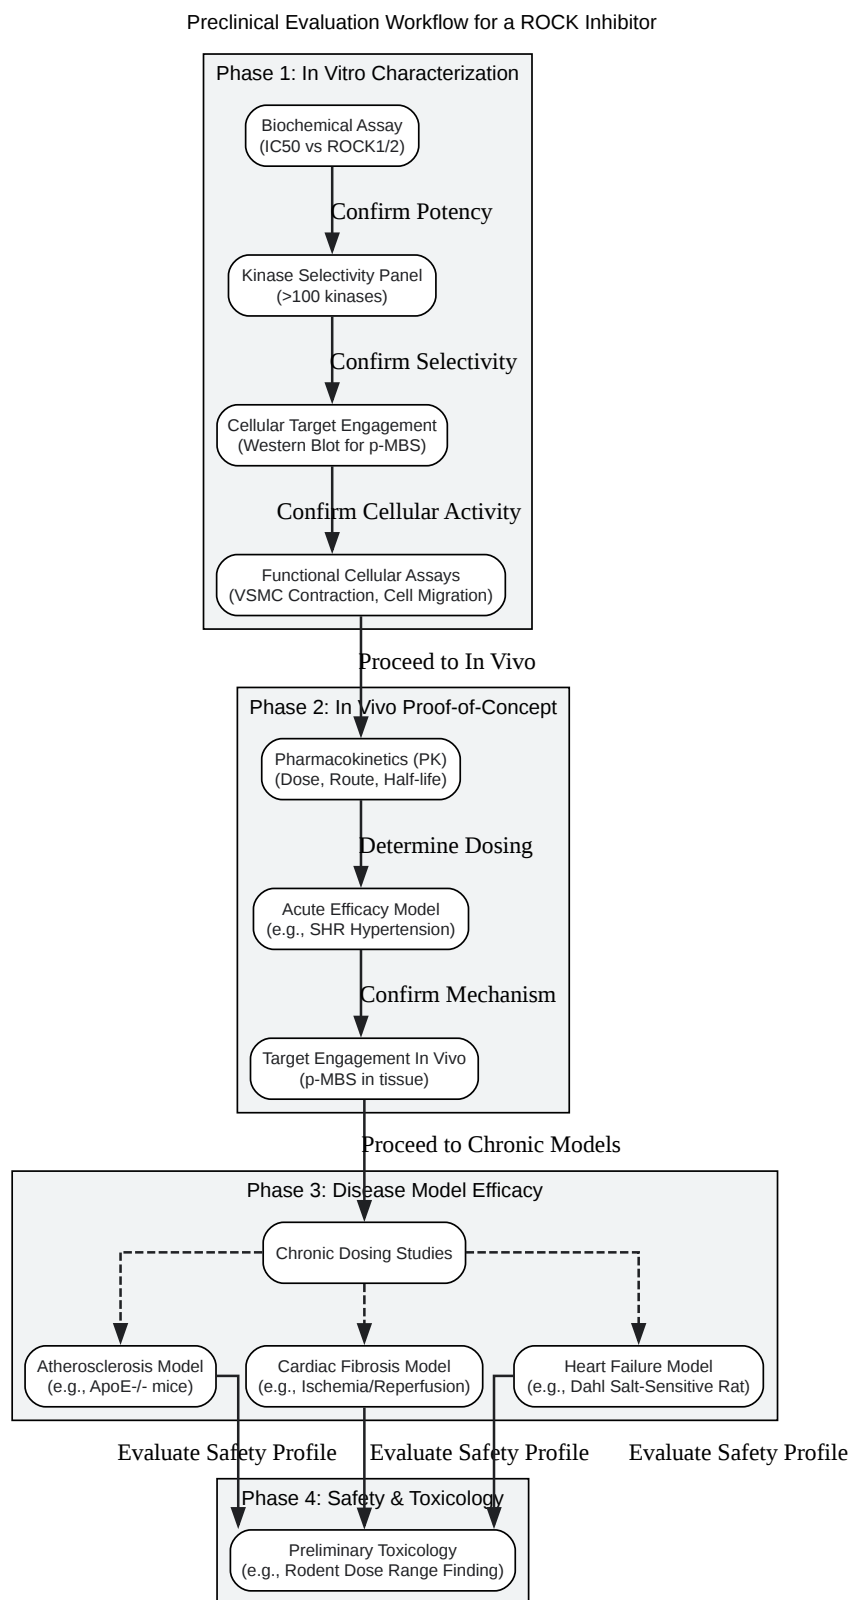 Preclinical Evaluation Workflow for a ROCK Inhibitor
Phase 1: In Vitro Characterization
Biochemical Assay
(IC50 vs ROCK1/2)
Confirm Potency
Kinase Selectivity Panel
(>100 kinases)
Confirm Selectivity
Cellular Target Engagement
(Western Blot for p-MBS)
Confirm Cellular Activity
Functional Cellular Assays
(VSMC Contraction, Cell Migration)
Proceed to In Vivo
Phase 2: In Vivo Proof-of-Concept
Pharmacokinetics (PK)
(Dose, Route, Half-life)
Determine Dosing
Acute Efficacy Model
(e.g., SHR Hypertension)
Confirm Mechanism
Target Engagement In Vivo
(p-MBS in tissue)
Proceed to Chronic Models
Phase 3: Disease Model Efficacy
Chronic Dosing Studies
Atherosclerosis Model
(e.g., ApoE-/- mice)
Cardiac Fibrosis Model
(e.g., Ischemia/Reperfusion)
Heart Failure Model
(e.g., Dahl Salt-Sensitive Rat)
Evaluate Safety Profile
Evaluate Safety Profile
Evaluate Safety Profile
Phase 4: Safety & Toxicology
Preliminary Toxicology
(e.g., Rodent Dose Range Finding)